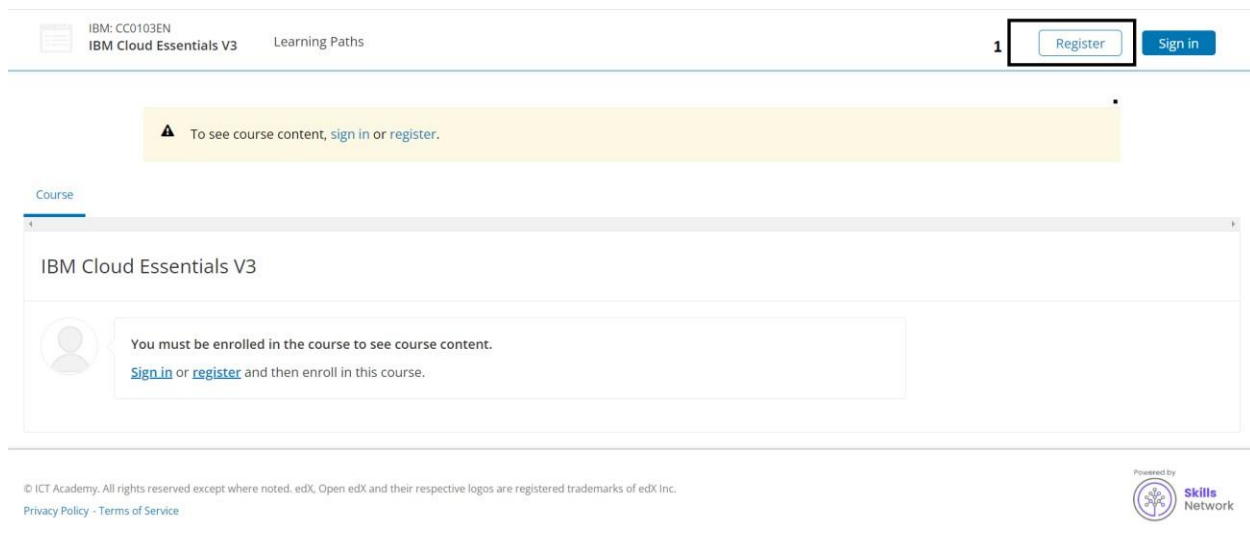 IBM: CC0103EN
IBM Cloud Essentials V3
Learning Paths
1
Register
Sign in
To see course content, sign in or register.
Course
IBM Cloud Essentials V3
You must be enrolled in the course to see course content.
Sign in or register and then enroll in this course.
© ICT Academy. All rights reserved except where noted. edX, Open edX and their respective logos are registered trademarks of edX Inc.
Privacy Policy - Terms of Service
Powered by
Skills
Network